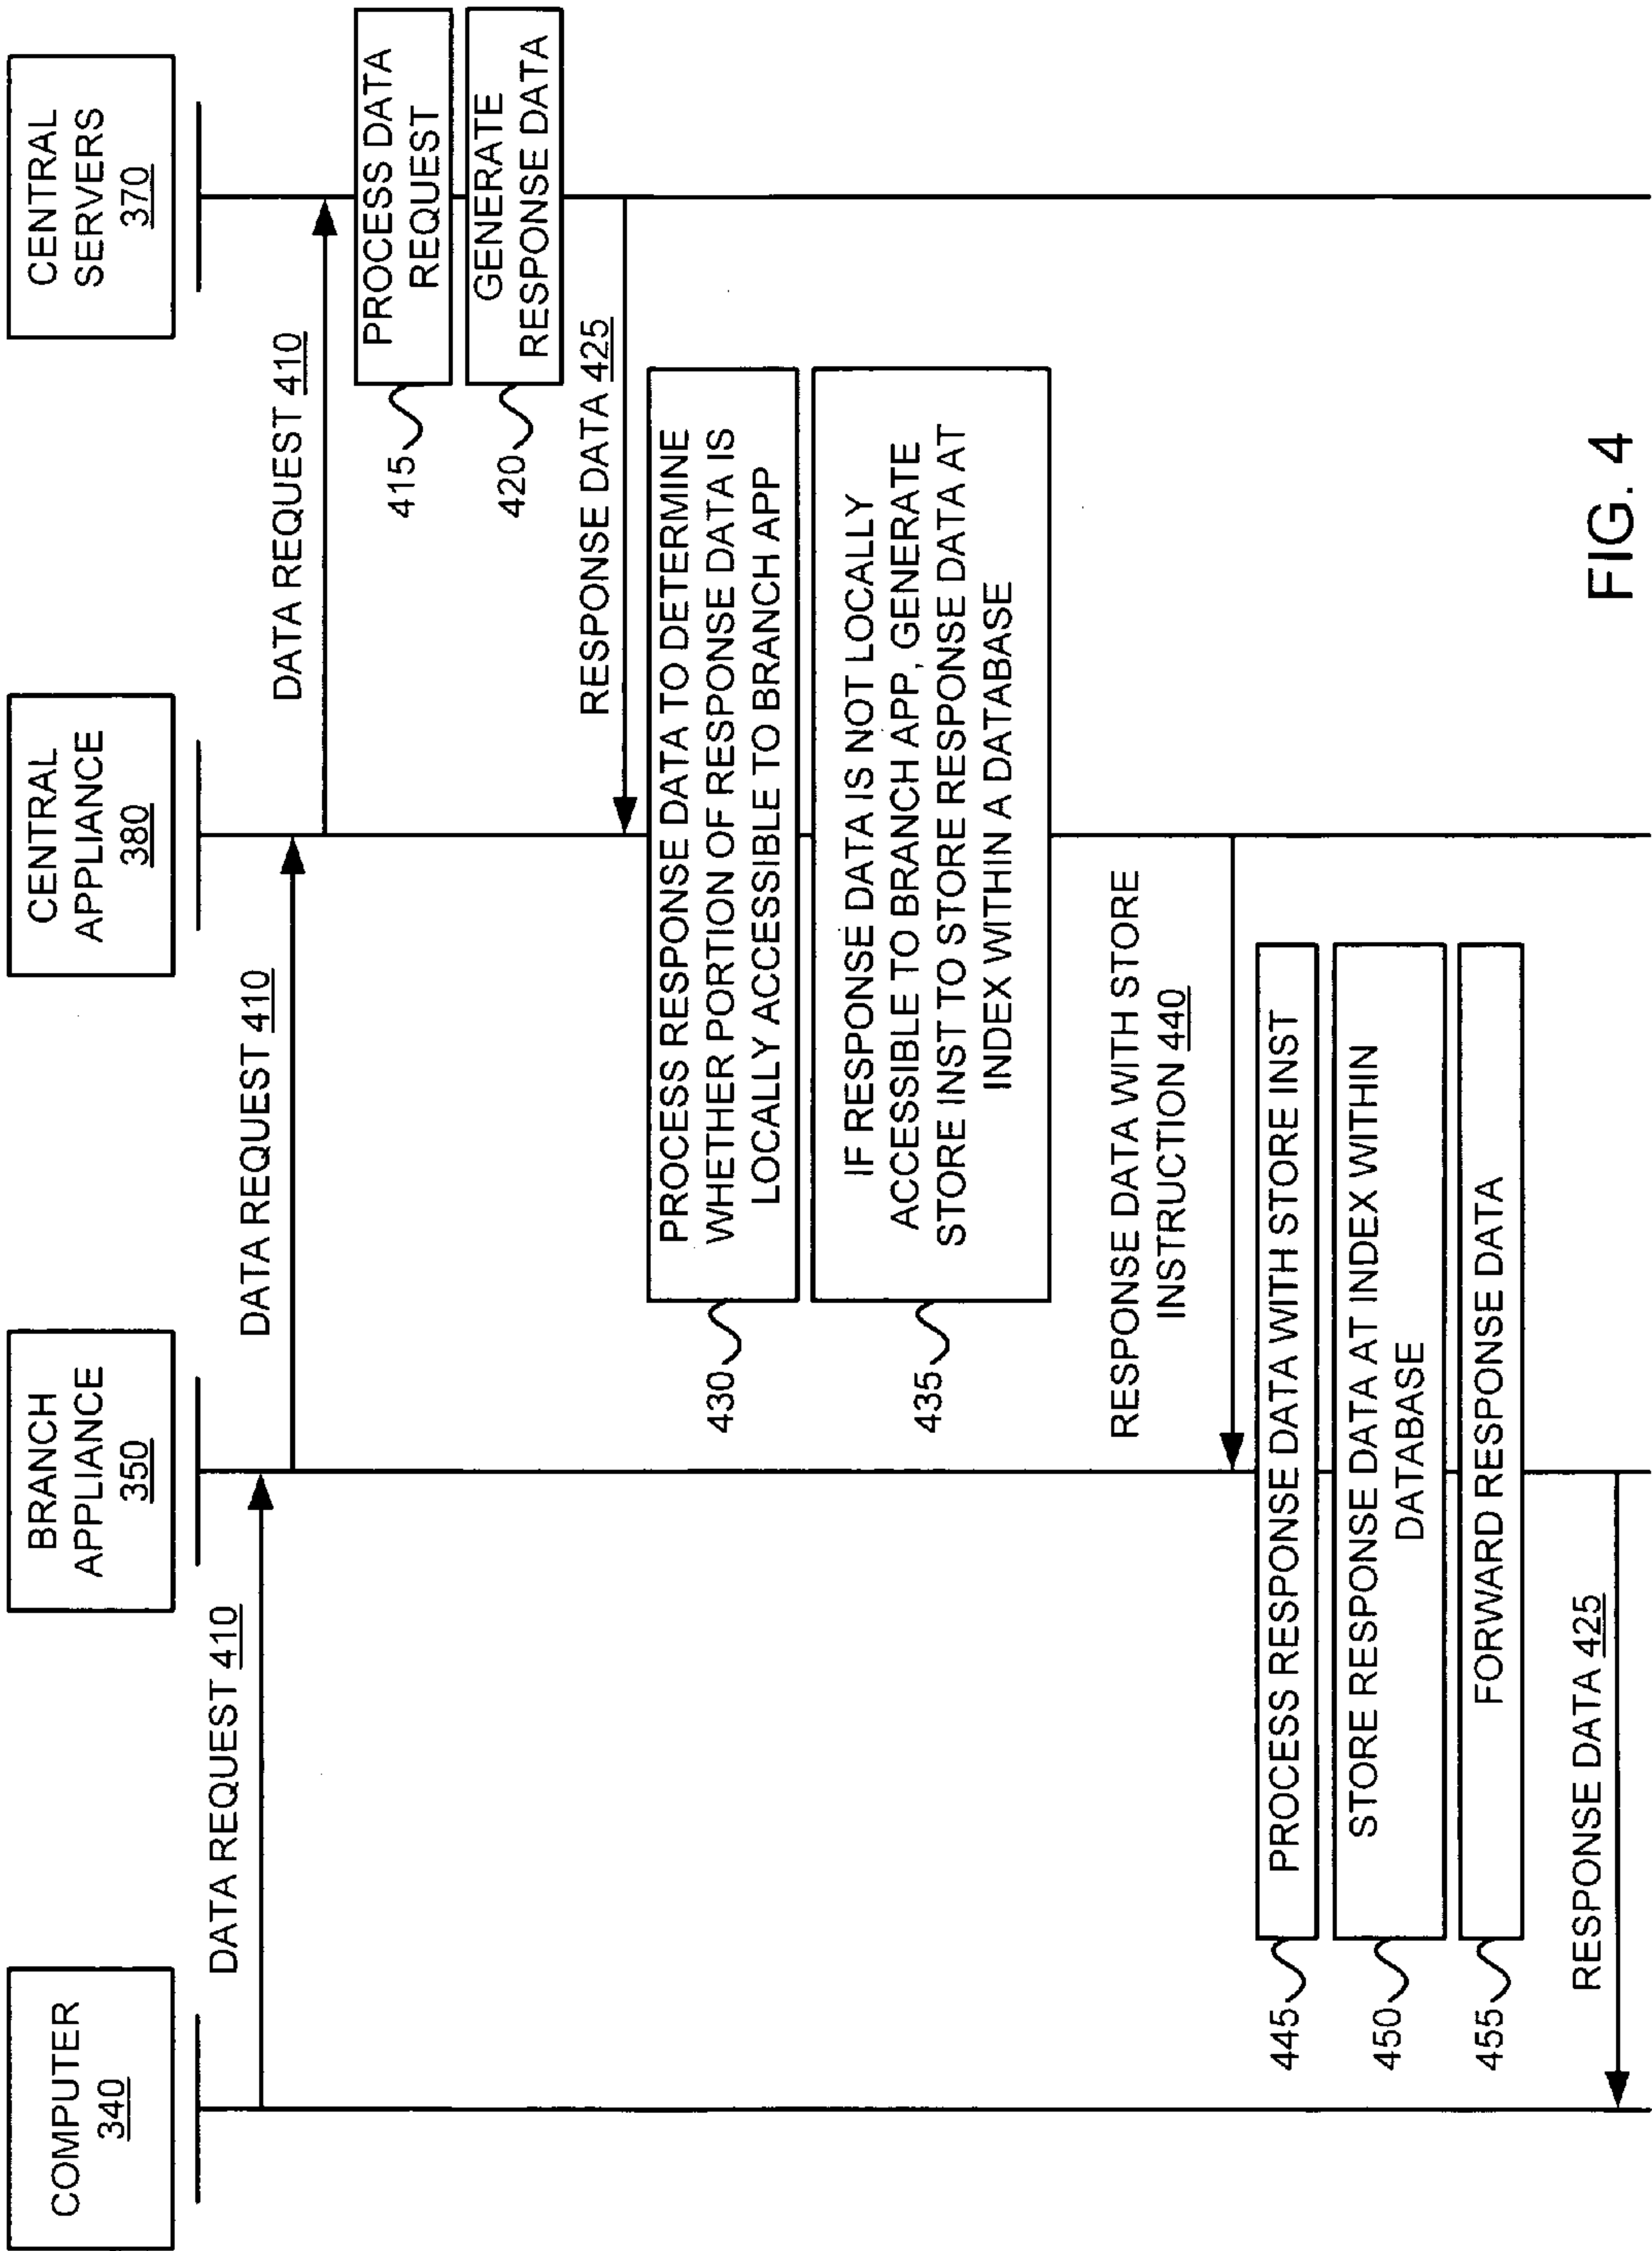 COMPUTER
340
BRANCH
APPLIANCE
350
CENTRAL
APPLIANCE
380
CENTRAL
SERVERS
370
DATA REQUEST 410
DATA REQUEST 410
DATA REQUEST 410
415
PROCESS DATA
REQUEST
420
GENERATE
RESPONSE DATA
RESPONSE DATA 425
430
PROCESS RESPONSE DATA TO DETERMINE
WHETHER PORTION OF RESPONSE DATA IS
LOCALLY ACCESSIBLE TO BRANCH APP
435
IF RESPONSE DATA IS NOT LOCALLY
ACCESSIBLE TO BRANCH APP, GENERATE
STORE INST TO STORE RESPONSE DATA AT
INDEX WITHIN A DATABASE
RESPONSE DATA WITH STORE
INSTRUCTION 440
445
PROCESS RESPONSE DATA WITH STORE INST
450
STORE RESPONSE DATA AT INDEX WITHIN
DATABASE
455
FORWARD RESPONSE DATA
RESPONSE DATA 425
FIG. 4